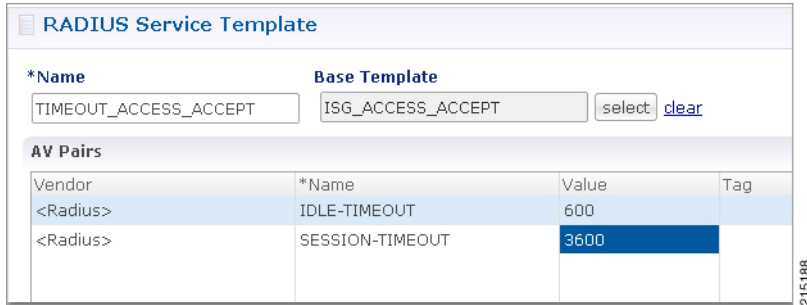 RADIUS Service Template
*Name Base Template
TIMEOUT_ACCESS_ACCEPT ISG_ACCESS_ACCEPT select clear
AV Pairs
Vendor *Name Value Tag
<Radius> IDLE-TIMEOUT 600
<Radius> SESSION-TIMEOUT 3600
215188